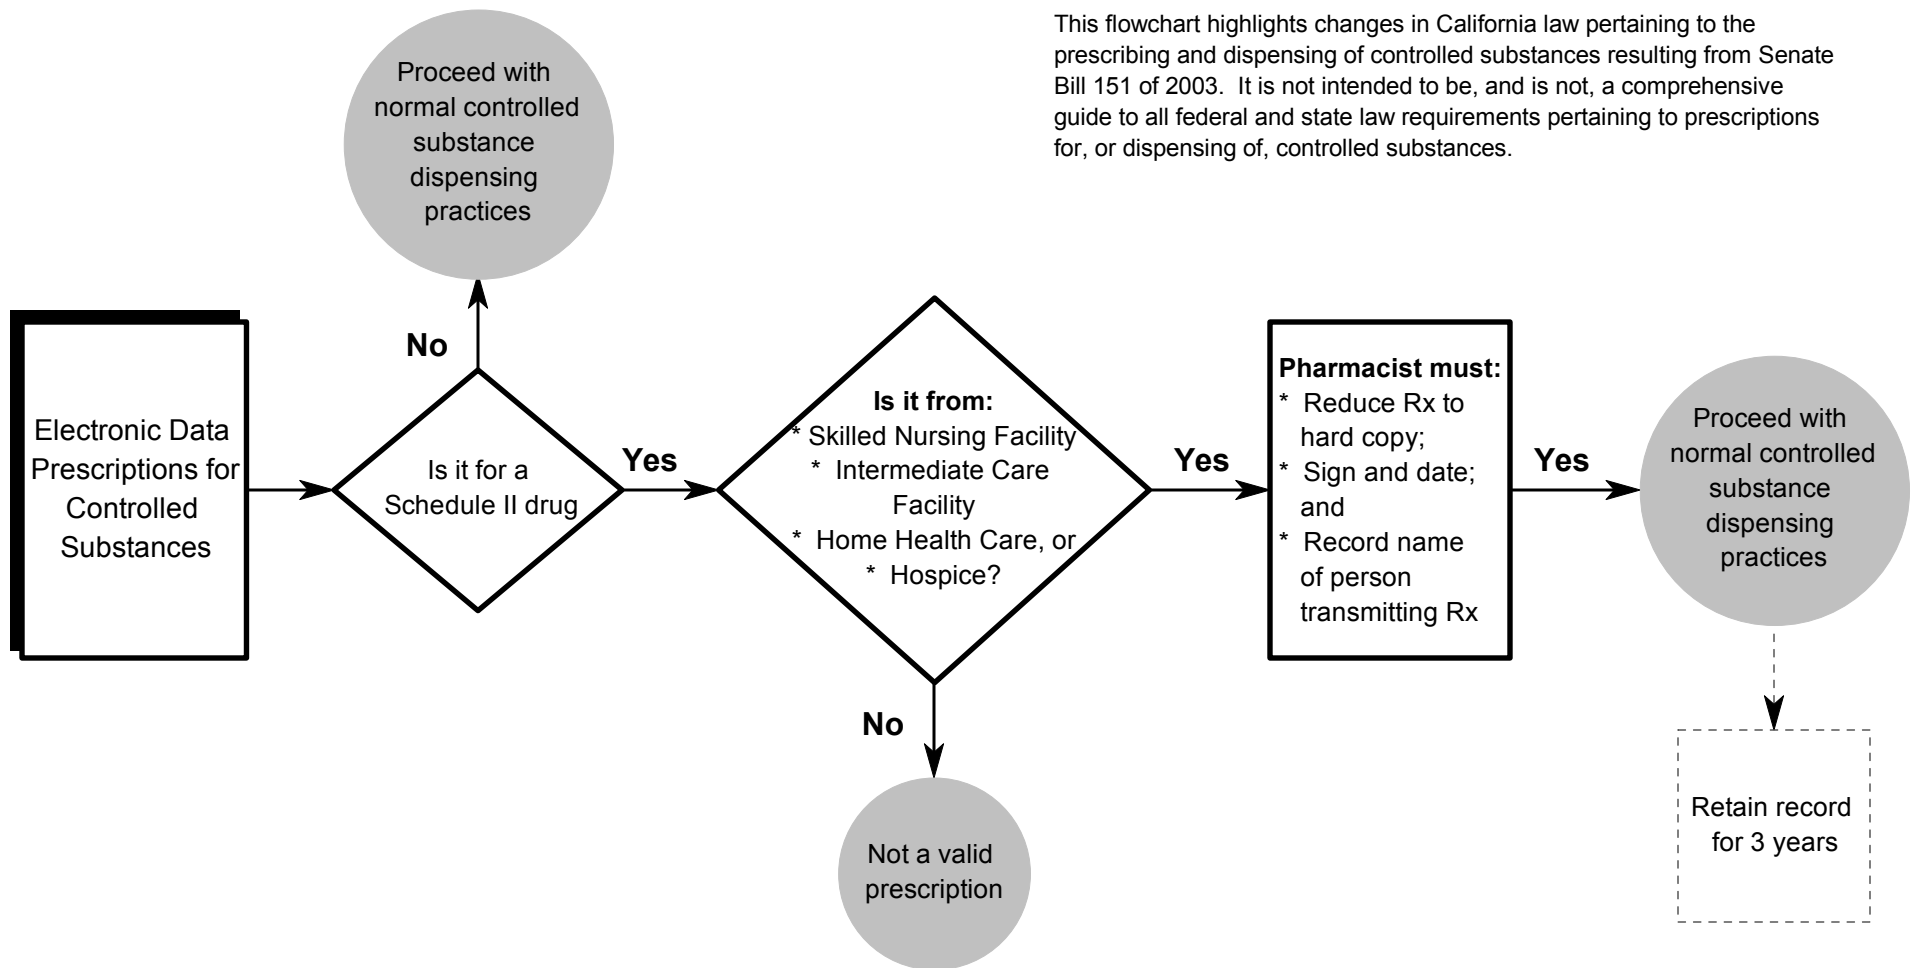 This flowchart highlights changes in California law pertaining to the
prescribing and dispensing of controlled substances resulting from Senate
Bill 151 of 2003.  It is not intended to be, and is not, a comprehensive
guide to all federal and state law requirements pertaining to prescriptions
for, or dispensing of, controlled substances.
Electronic Data
Prescriptions for
Controlled
Substances
Is it for a
Schedule II drug
No
Proceed with
normal controlled
substance
dispensing
practices
Yes
Is it from:
* Skilled Nursing Facility
* Intermediate Care
Facility
* Home Health Care, or
* Hospice?
No
Not a valid
prescription
Yes
Pharmacist must:
* Reduce Rx to
hard copy;
* Sign and date;
and
* Record name
of person
transmitting Rx
Yes
Proceed with
normal controlled
substance
dispensing
practices
Retain record
for 3 years